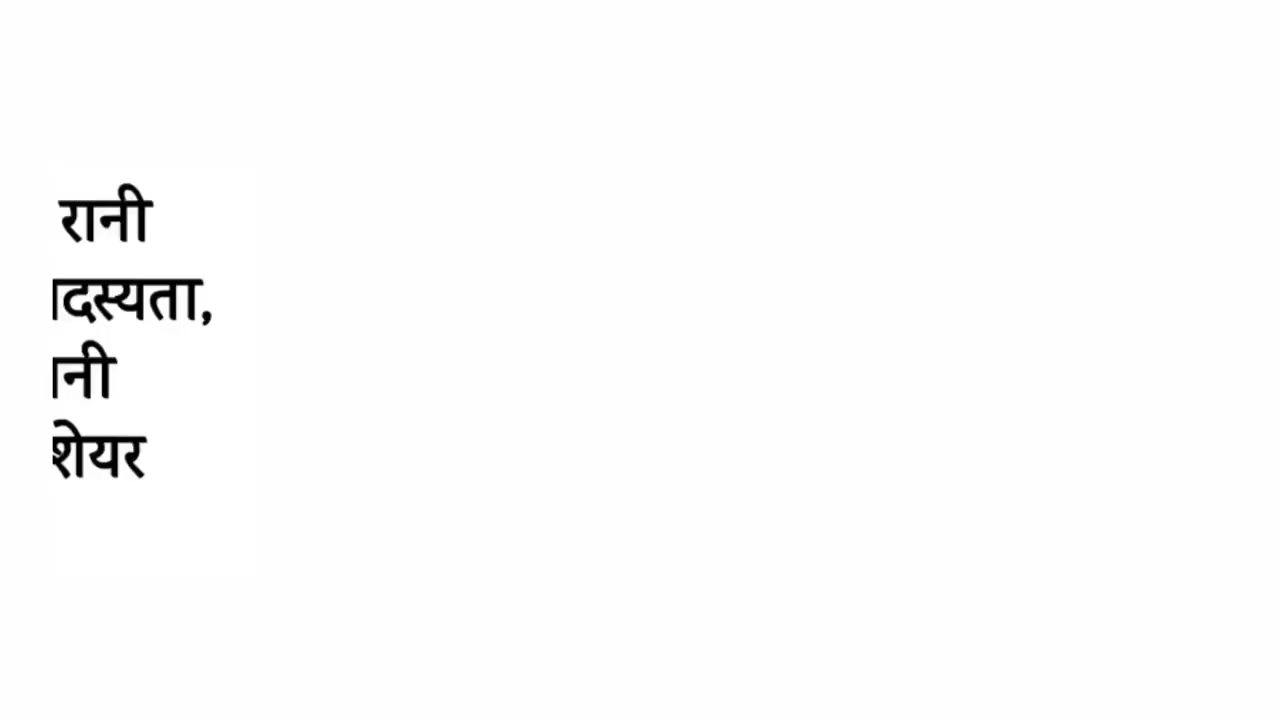 रानी
दस्यता,
नी
शेयर